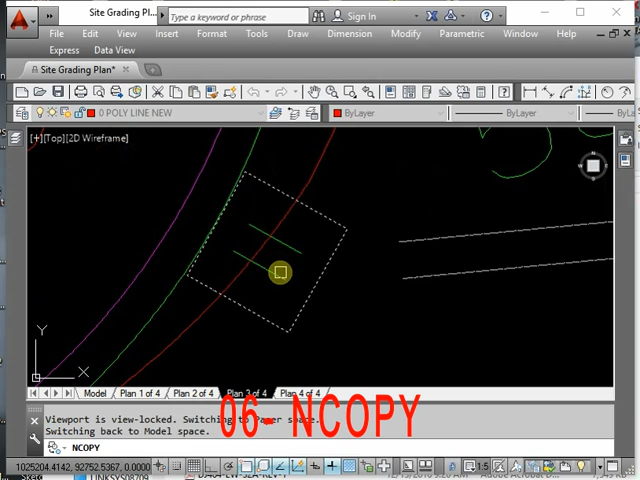 Site Grading Pl...
Type a keyword or phrase
Sign In
File Edit View Insert Format Tools Draw Dimension Modify Parametric Window Help
Express Data View
Site Grading Plan*
0 POLY LINE NEW
ByLayer
ByLayer
ByLayer
[+][Top][2D Wireframe]
Y
X
Model Plan 1 of 4 Plan 2 of 4 Plan 3 of 4 Plan 4 of 4
06- NCOPY
Viewport is view-locked. Switching to Paper space.
Switching back to Model space.
NCOPY
1025204.4142, 92752.5367, 0.0000
1:5